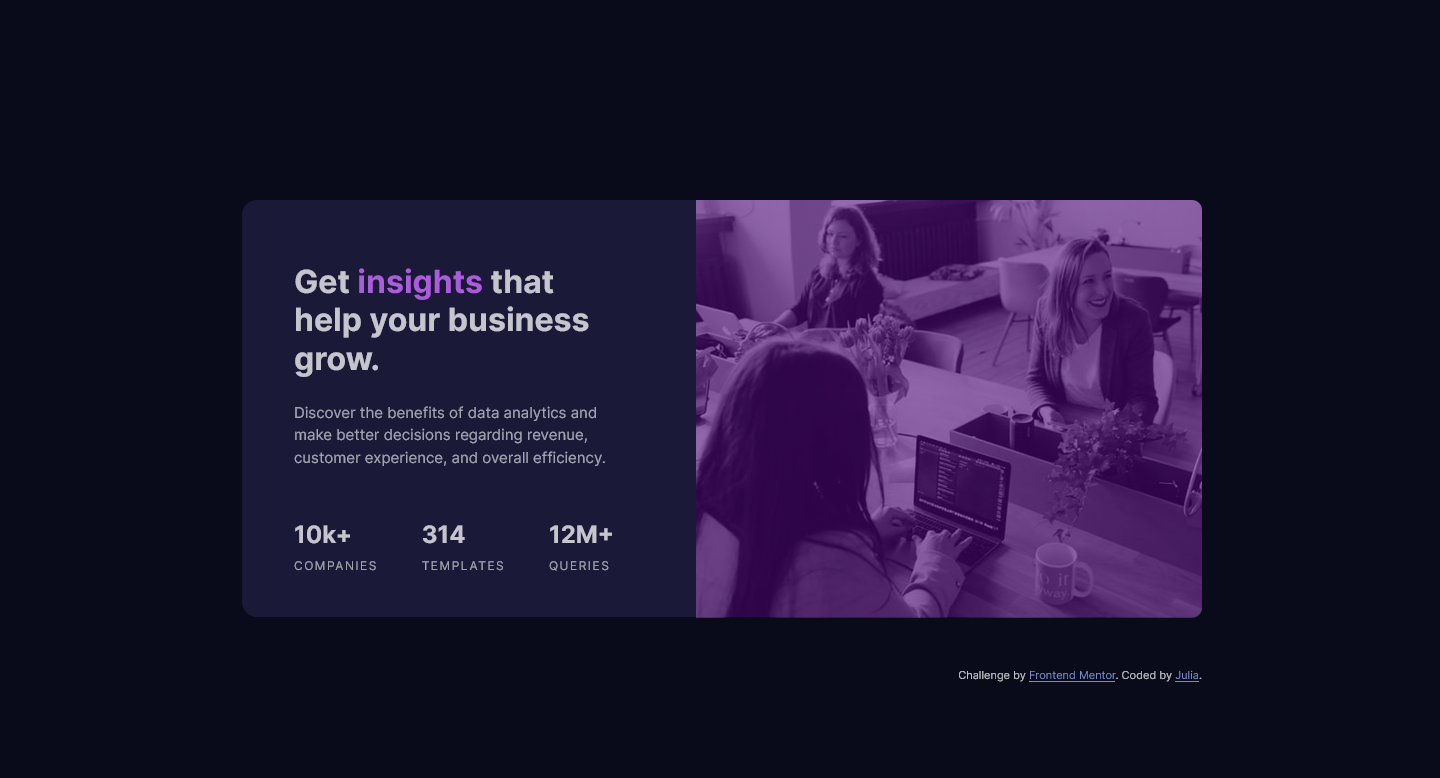 Get insights that
help your business
grow.
Discover the benefits of data analytics and
make better decisions regarding revenue,
customer experience, and overall efficiency.
10k+ 314 12M+
COMPANIES TEMPLATES QUERIES
Challenge by Frontend Mentor. Coded by Julia.